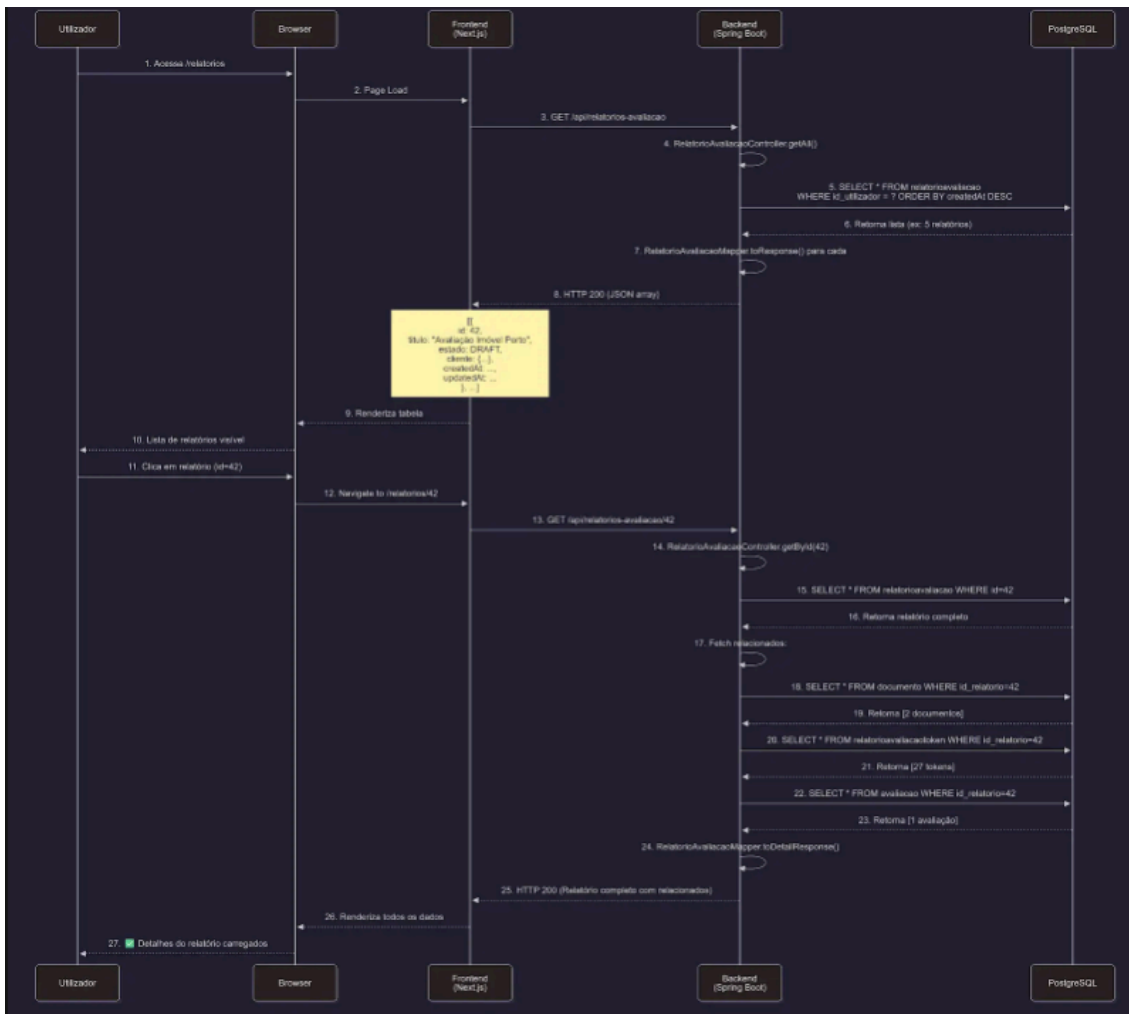 Utilizador
Browser
Frontend
(Next.js)
Backend
(Spring Boot)
PostgreSQL
1. Acessa /relatorios
2. Page Load
3. GET /api/relatorios-avaliacao
4. RelatorioAvaliacaoController.getAll()
5. SELECT * FROM relatorioavaliacao
WHERE id_utilizador = ? ORDER BY createdAt DESC
6. Retorna lista (ex: 5 relatórios)
7. RelatorioAvaliacaoMapper.toResponse() para cada
8. HTTP 200 (JSON array)
[{
id: 42,
titulo: "Avaliação Imóvel Porto",
estado: DRAFT,
cliente: {...},
createdAt: ...,
updatedAt: ...
}, ...]
9. Renderiza tabela
10. Lista de relatórios visível
11. Clica em relatório (id=42)
12. Navigate to /relatorios/42
13. GET /api/relatorios-avaliacao/42
14. RelatorioAvaliacaoController.getById(42)
15. SELECT * FROM relatorioavaliacao WHERE id=42
16. Retorna relatório completo
17. Fetch relacionados:
18. SELECT * FROM documento WHERE id_relatorio=42
19. Retorna [2 documentos]
20. SELECT * FROM relatorioavaliacaotoken WHERE id_relatorio=42
21. Retorna [27 tokens]
22. SELECT * FROM avaliacao WHERE id_relatorio=42
23. Retorna [1 avaliação]
24. RelatorioAvaliacaoMapper.toDetailResponse()
25. HTTP 200 (Relatório completo com relacionados)
26. Renderiza todos os dados
27. ✅ Detalhes do relatório carregados
Utilizador
Browser
Frontend
(Next.js)
Backend
(Spring Boot)
PostgreSQL